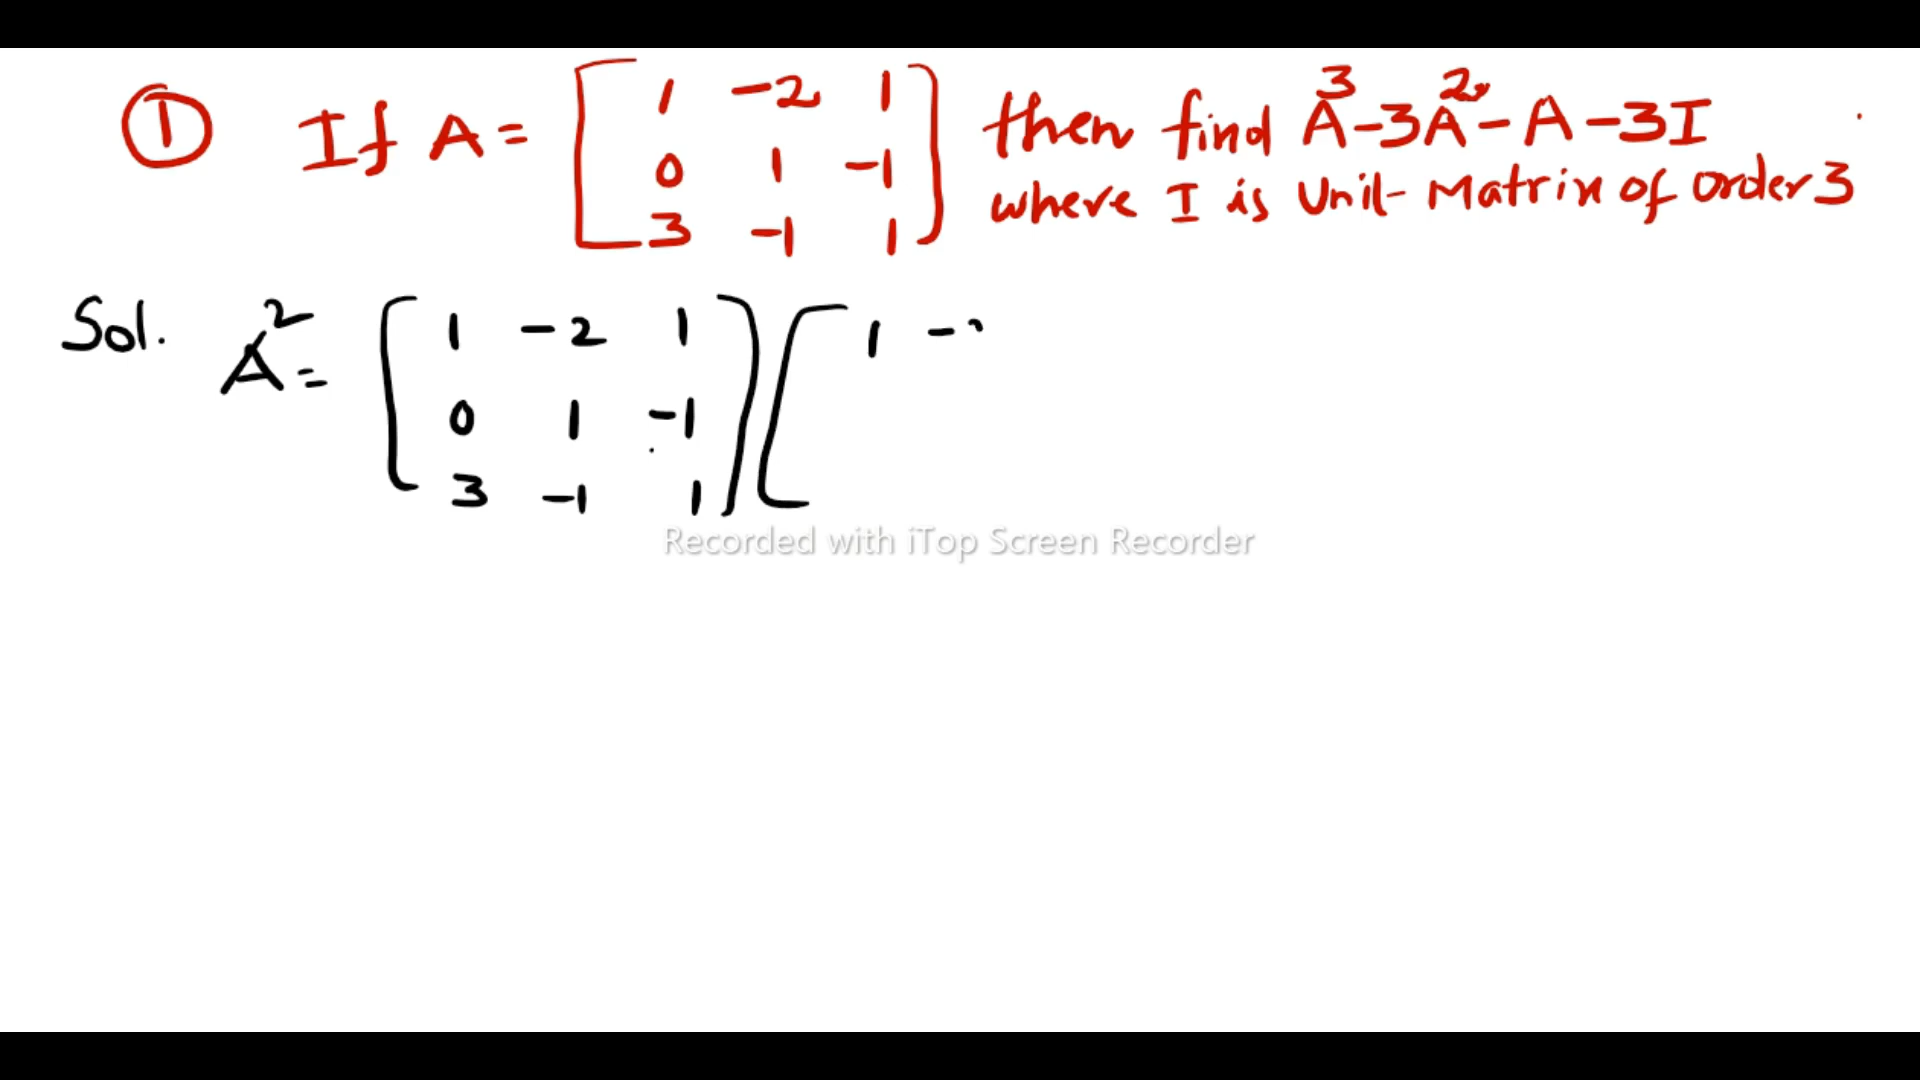 ① If A = [ 1 -2 1 then find A³-3A²-A-3I
0 1 -1 where I is Unit Matrix of order 3
3 -1 1 ]
Sol. A² = [ 1 -2 1 ] [ 1 -
0 1 -1
3 -1 1
Recorded with iTop Screen Recorder